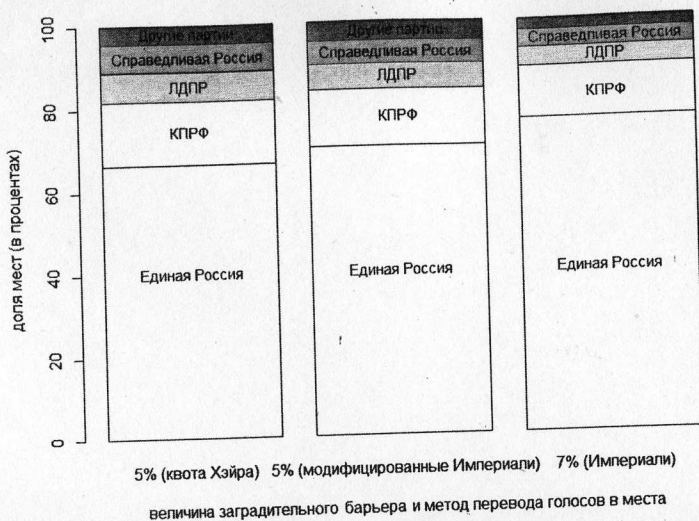 доля мест (в процентах)
100
80
60
40
20
0
Другие партии
Справедливая Россия
ЛДПР
КПРФ
Единая Россия
Другие партии
Справедливая Россия
ЛДПР
КПРФ
Единая Россия
Справедливая Россия
ЛДПР
КПРФ
Единая Россия
5% (квота Хэйра) 5% (модифицированные Империали) 7% (Империали)
величина заградительного барьера и метод перевода голосов в места